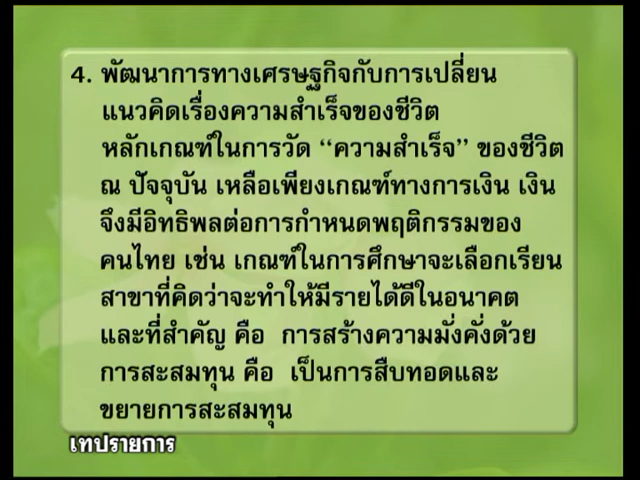 4. พัฒนาการทางเศรษฐกิจกับการเปลี่ยน
แนวคิดเรื่องความสำเร็จของชีวิต
หลักเกณฑ์ในการวัด “ความสำเร็จ” ของชีวิต
ณ ปัจจุบัน เหลือเพียงเกณฑ์ทางการเงิน เงิน
จึงมีอิทธิพลต่อการกำหนดพฤติกรรมของ
คนไทย เช่น เกณฑ์ในการศึกษาจะเลือกเรียน
สาขาที่คิดว่าจะทำให้มีรายได้ดีในอนาคต
และที่สำคัญ คือ การสร้างความมั่งคั่งด้วย
การสะสมทุน คือ เป็นการสืบทอดและ
ขยายการสะสมทุน
เทปรายการ